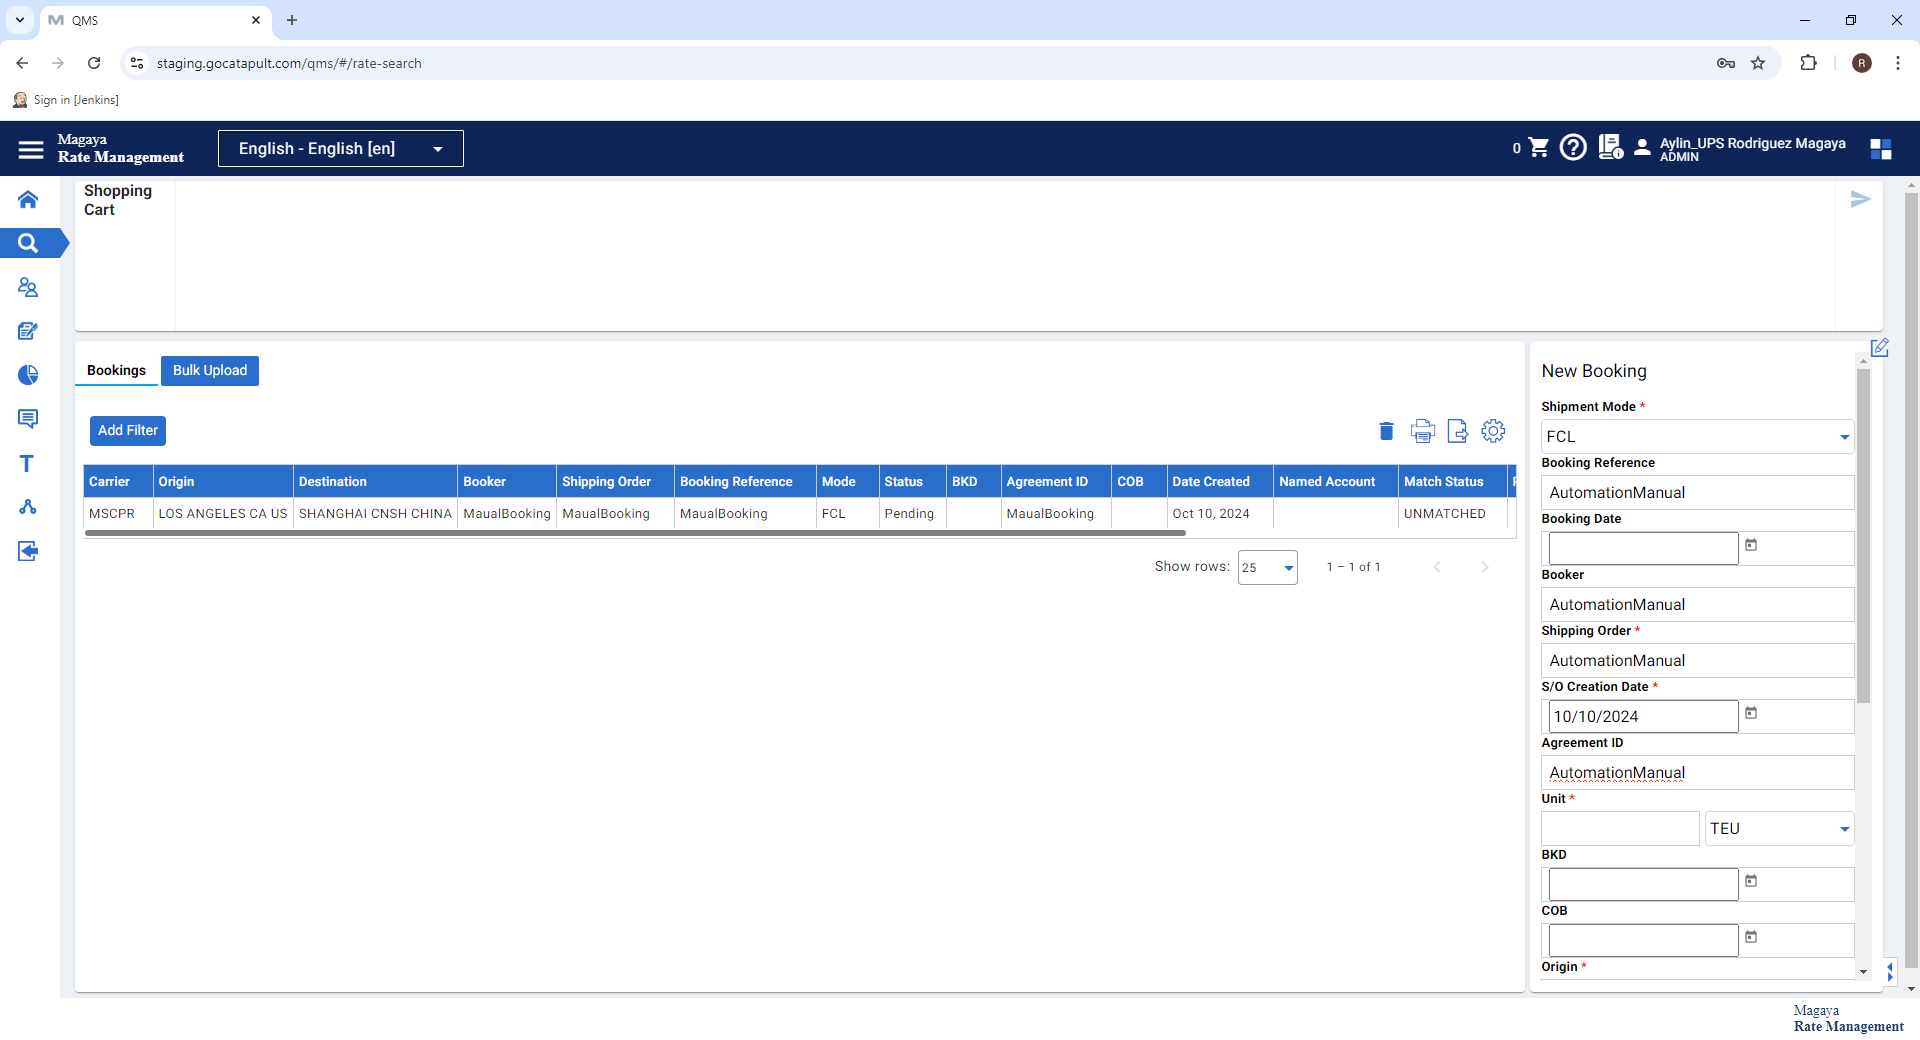 QMS
staging.gocatapult.com/qms/#/rate-search
R
Sign in [Jenkins]
Magaya
Rate Management
English - English [en]
0
Aylin_UPS Rodriguez Magaya
ADMIN
Shopping
Cart
Bookings
Bulk Upload
Add Filter
Carrier Origin Destination Booker Shipping Order Booking Reference Mode Status BKD Agreement ID COB Date Created Named Account Match Status
MSCPR LOS ANGELES CA US SHANGHAI CNSH CHINA MaualBooking MaualBooking MaualBooking FCL Pending MaualBooking Oct 10, 2024 UNMATCHED
Show rows: 25 1 – 1 of 1
New Booking
Shipment Mode *
FCL
Booking Reference
AutomationManual
Booking Date
Booker
AutomationManual
Shipping Order *
AutomationManual
S/O Creation Date *
10/10/2024
Agreement ID
AutomationManual
Unit *
TEU
BKD
COB
Origin *
Magaya
Rate Management